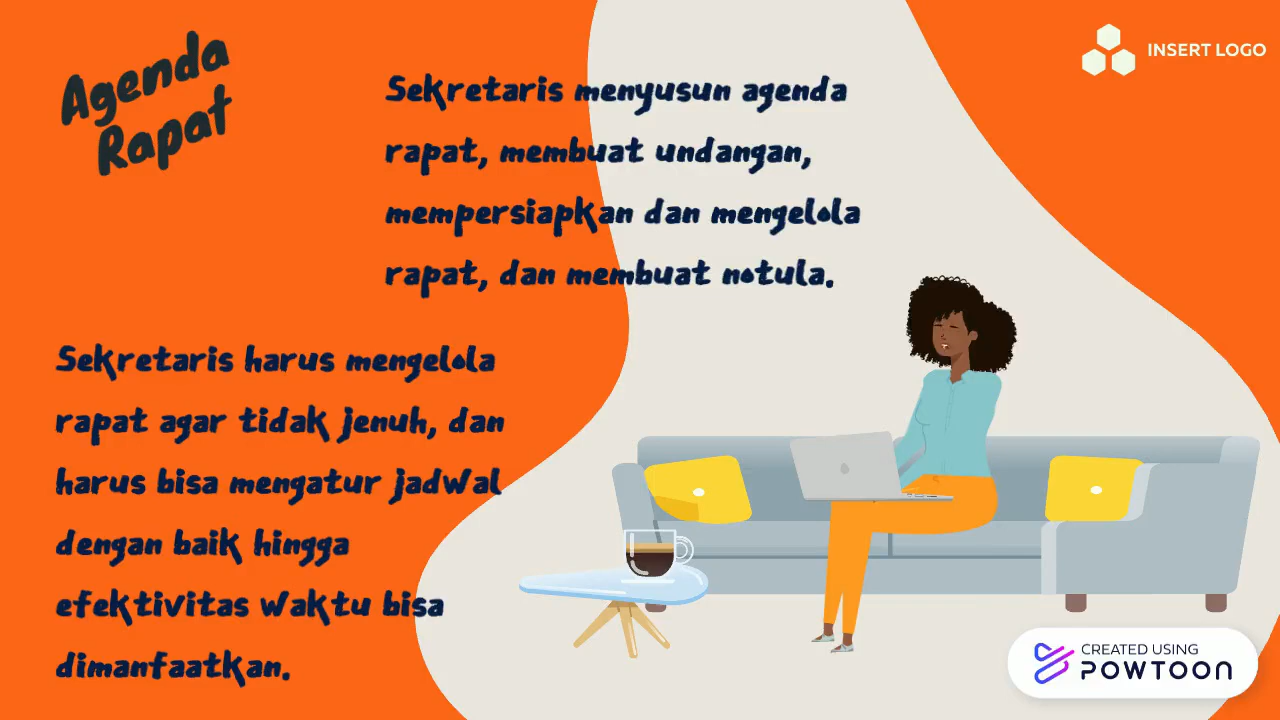 Agenda
Rapat
INSERT LOGO
Sekretaris menyusun agenda
rapat, membuat undangan,
mempersiapkan dan mengelola
rapat, dan membuat notula.
Sekretaris harus mengelola
rapat agar tidak jenuh, dan
harus bisa mengatur jadwal
dengan baik hingga
efektivitas waktu bisa
dimanfaatkan.
CREATED USING
POWTOON